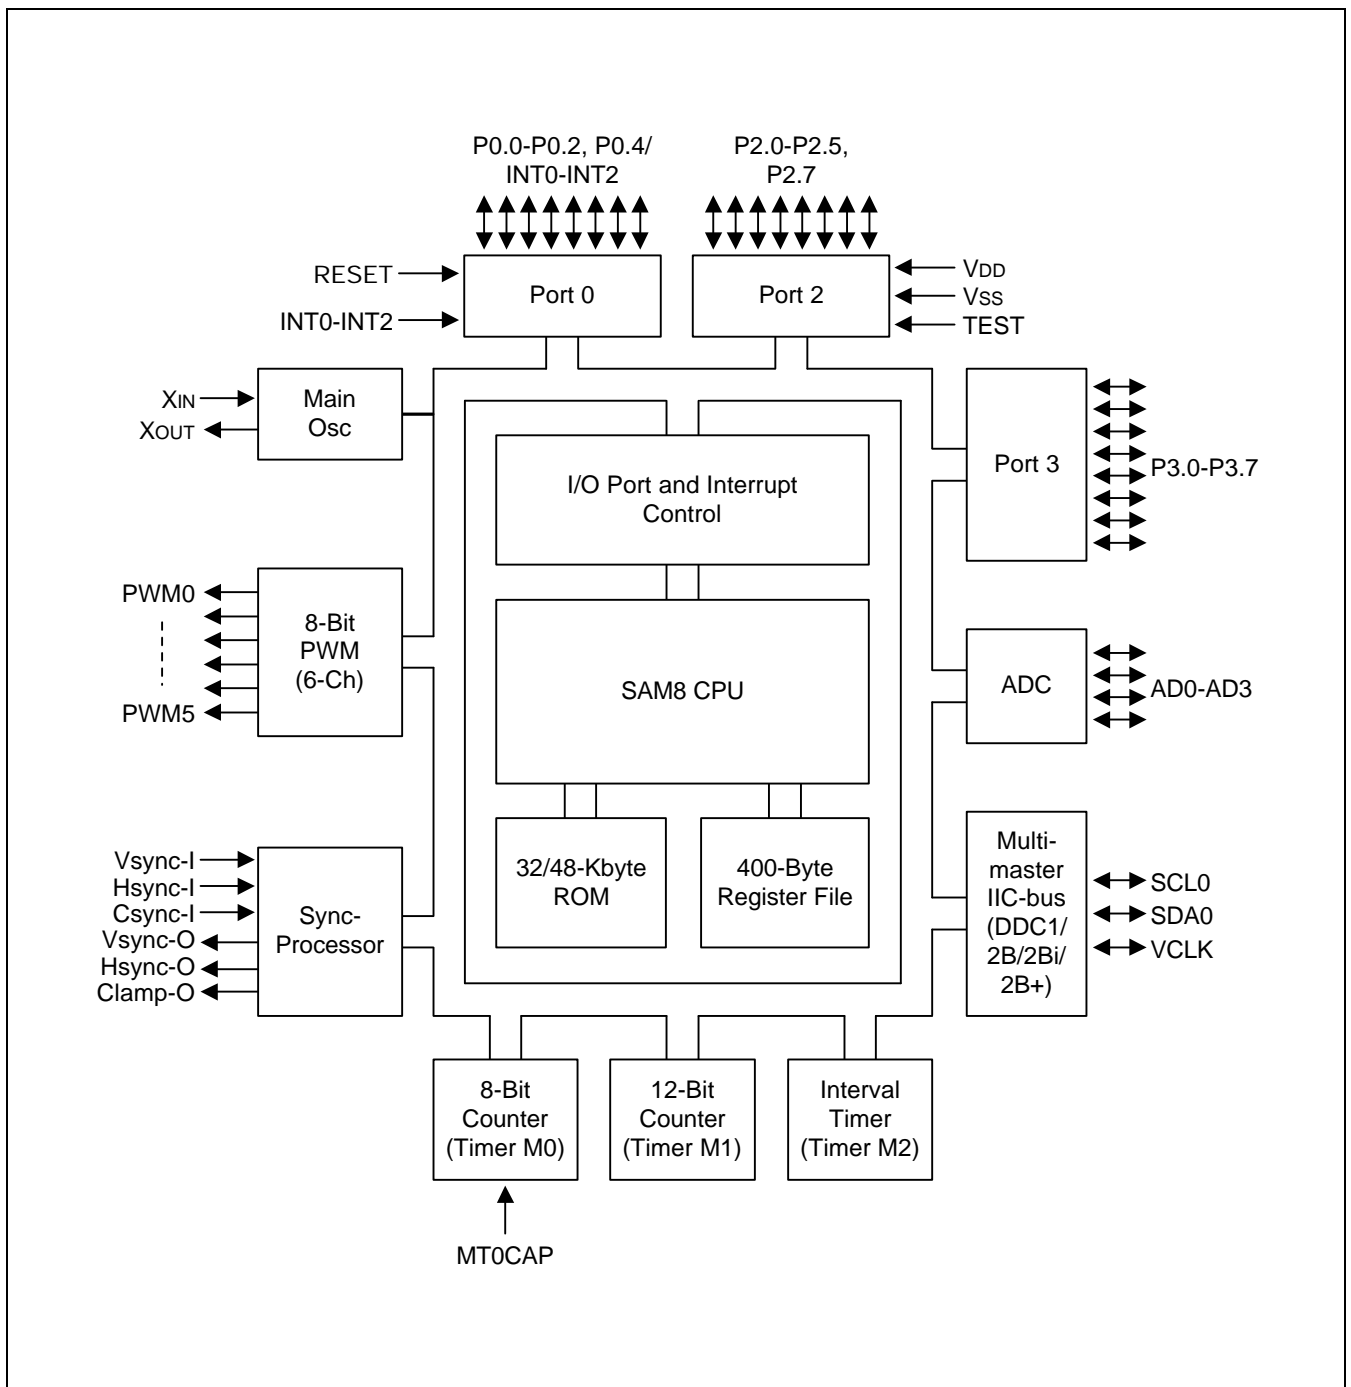 P0.0-P0.2, P0.4/
INT0-INT2
P2.0-P2.5,
P2.7
RESET
INT0-INT2
Port 0
Port 2
VDD
VSS
TEST
XIN
XOUT
Main
Osc
I/O Port and Interrupt
Control
Port 3
P3.0-P3.7
PWM0
PWM5
8-Bit
PWM
(6-Ch)
SAM8 CPU
ADC
AD0-AD3
Vsync-I
Hsync-I
Csync-I
Vsync-O
Hsync-O
Clamp-O
Sync-
Processor
32/48-Kbyte
ROM
400-Byte
Register File
Multi-
master
IIC-bus
(DDC1/
2B/2Bi/
2B+)
SCL0
SDA0
VCLK
8-Bit
Counter
(Timer M0)
12-Bit
Counter
(Timer M1)
Interval
Timer
(Timer M2)
MT0CAP